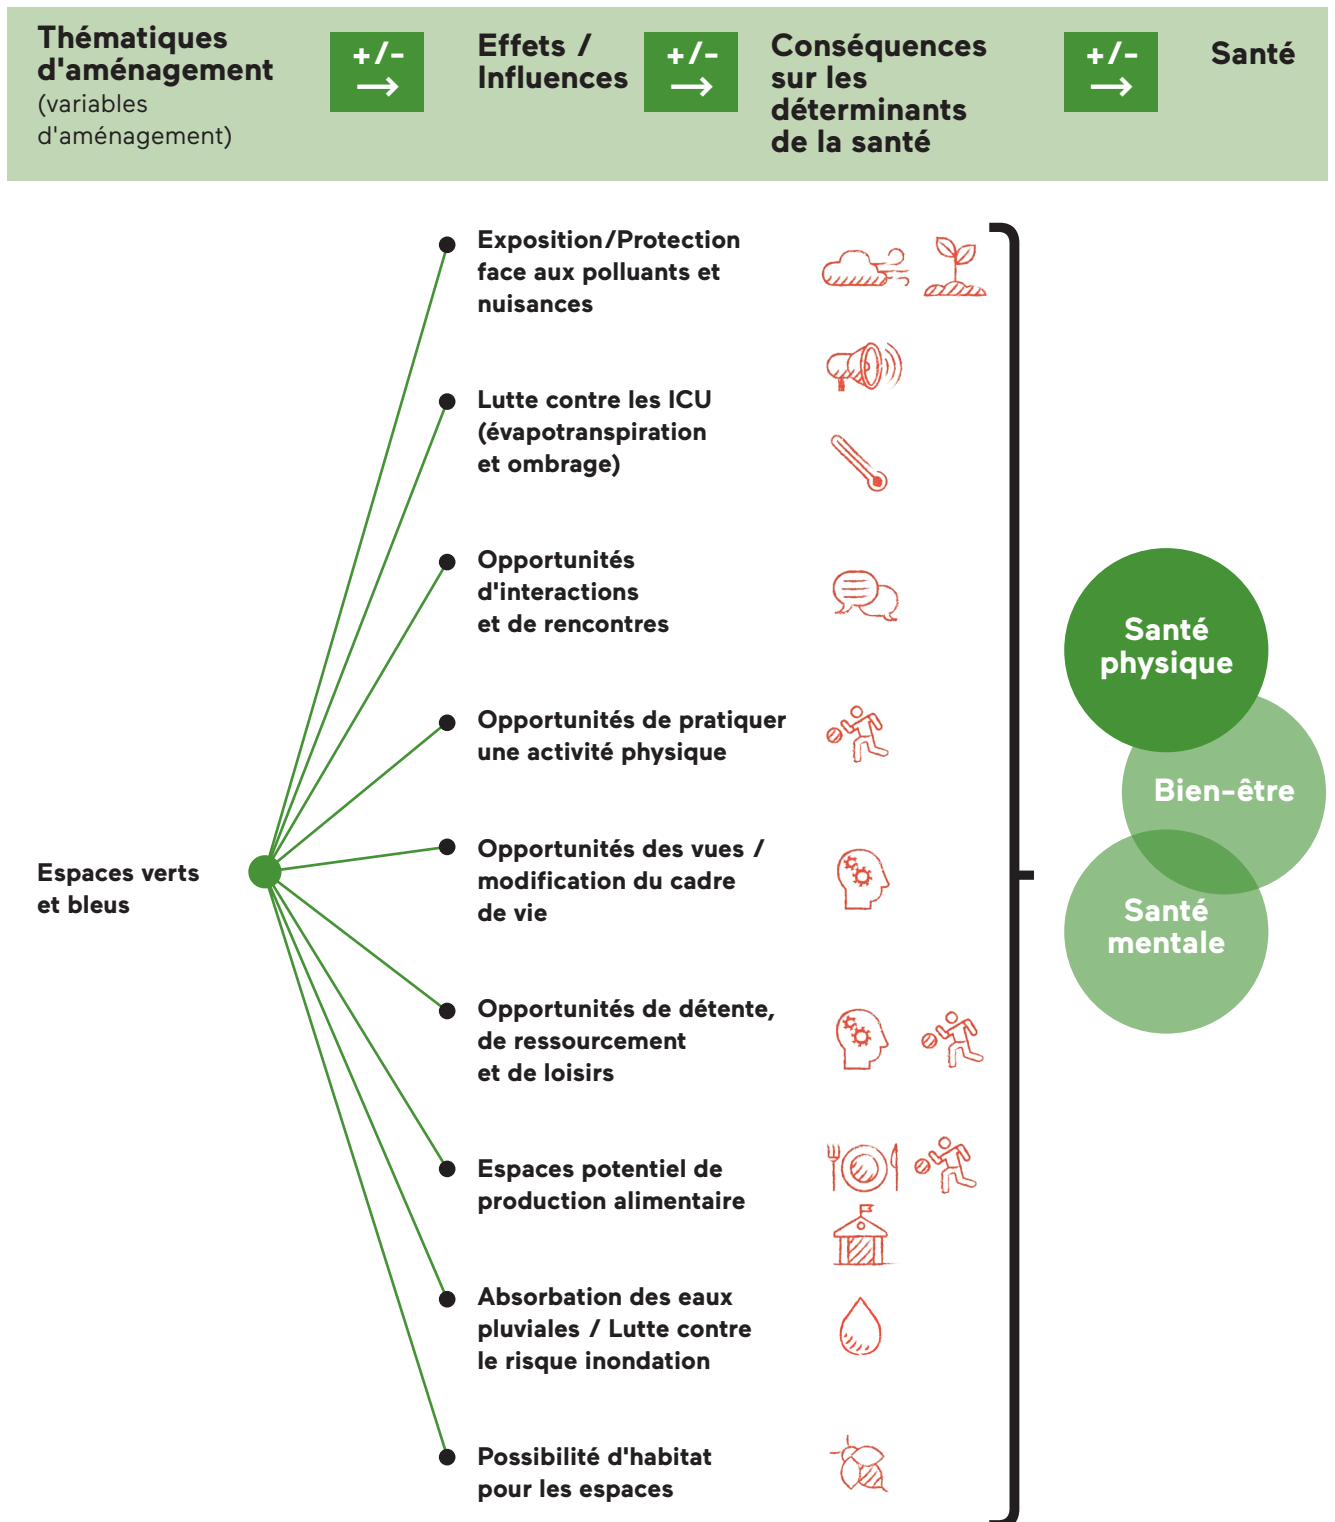 Thématiques
d'aménagement
(variables
d'aménagement)
+/-
→
Effets /
Influences
+/-
→
Conséquences
sur les
déterminants
de la santé
+/-
→
Santé
Espaces verts
et bleus
Exposition/Protection
face aux polluants et
nuisances
Lutte contre les ICU
(évapotranspiration
et ombrage)
Opportunités
d'interactions
et de rencontres
Opportunités de pratiquer
une activité physique
Opportunités des vues /
modification du cadre
de vie
Opportunités de détente,
de ressourcement
et de loisirs
Espaces potentiel de
production alimentaire
Absorbation des eaux
pluviales / Lutte contre
le risque inondation
Possibilité d'habitat
pour les espaces
Santé
physique
Bien-être
Santé
mentale